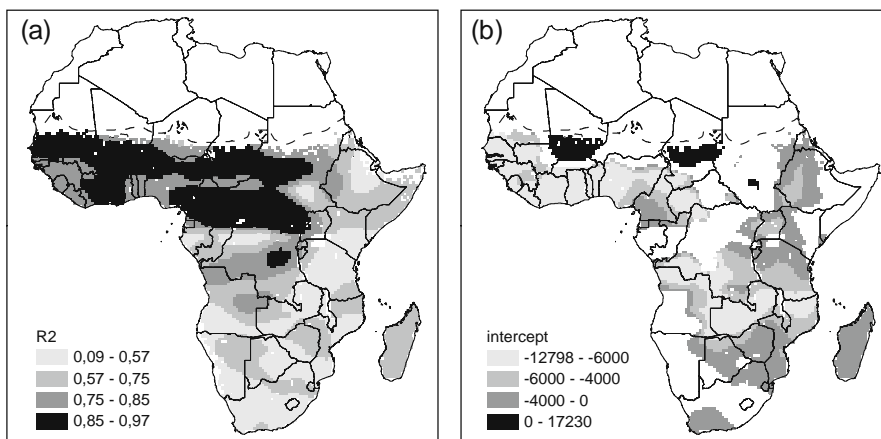 (a)
R2
0,09 - 0,57
0,57 - 0,75
0,75 - 0,85
0,85 - 0,97
(b)
intercept
-12798 - -6000
-6000 - -4000
-4000 - 0
0 - 17230